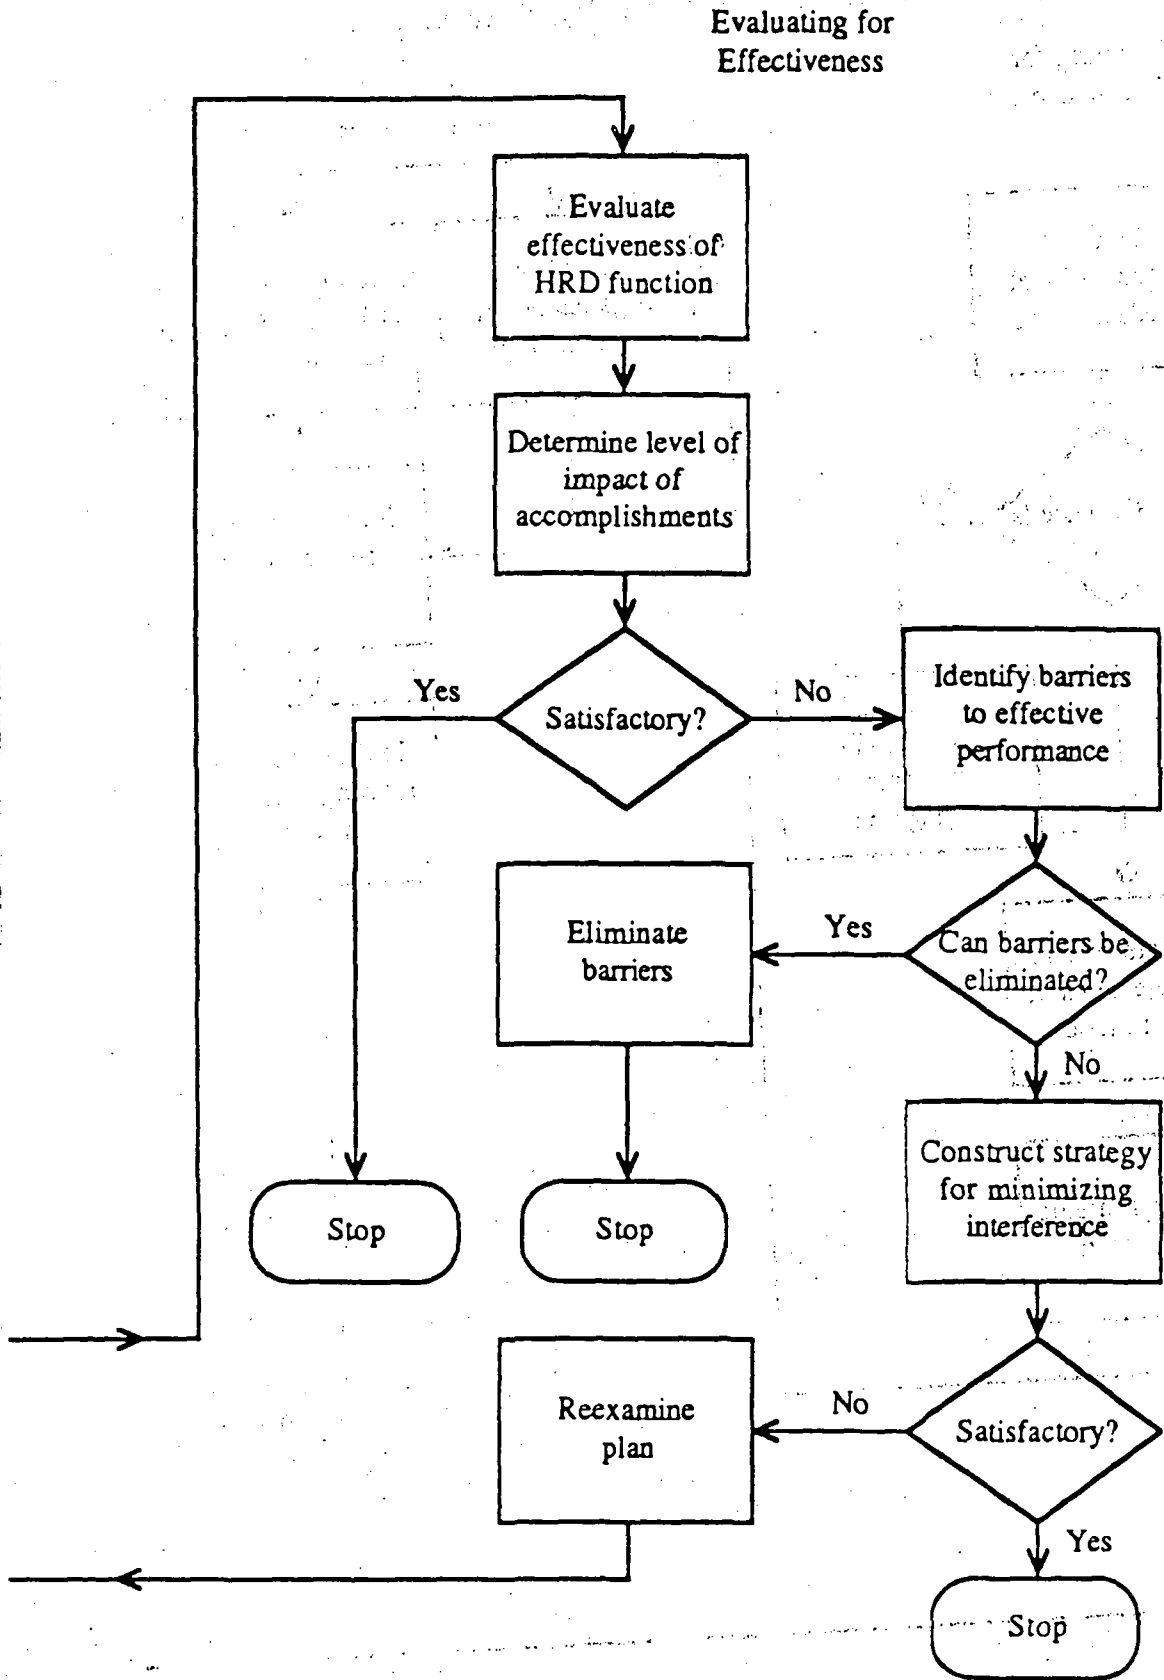 Evaluating for
Effectiveness
Evaluate
effectiveness of
HRD function
Determine level of
impact of
accomplishments
Yes
Satisfactory?
No
Identify barriers
to effective
performance
Eliminate
barriers
Yes
Can barriers be
eliminated?
No
Construct strategy
for minimizing
interference
Stop
Stop
Reexamine
plan
No
Satisfactory?
Yes
Stop